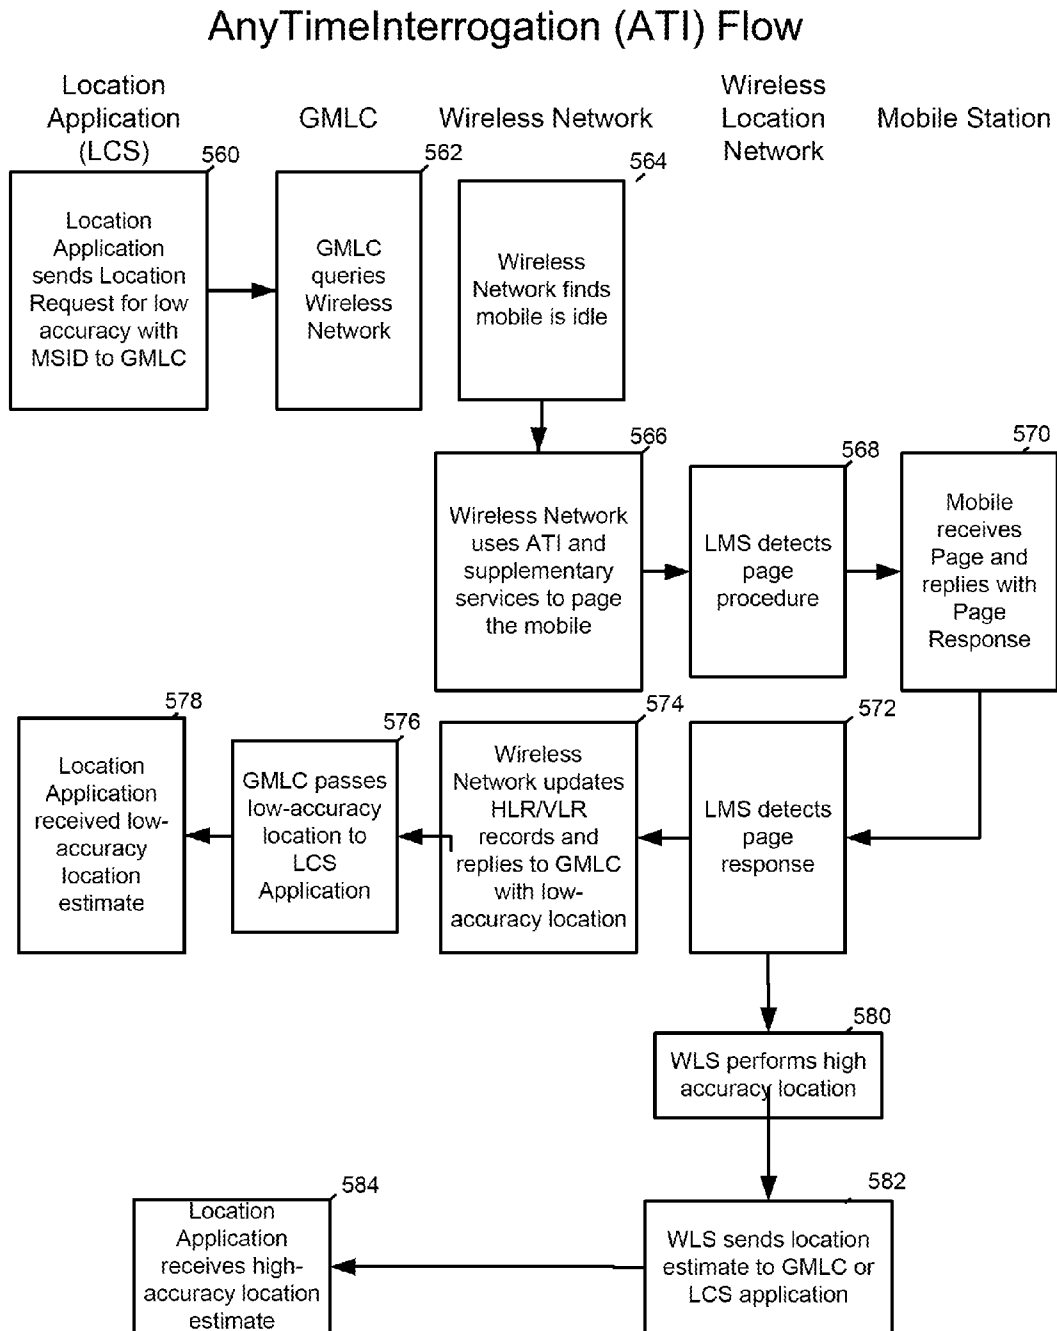 AnyTimeInterrogation (ATI) Flow
Location
Application
(LCS)
GMLC
Wireless Network
Wireless
Location
Network
Mobile Station
560
Location
Application
sends Location
Request for low
accuracy with
MSID to GMLC
562
GMLC
queries
Wireless
Network
564
Wireless
Network finds
mobile is idle
566
Wireless Network
uses ATI and
supplementary
services to page
the mobile
568
LMS detects
page
procedure
570
Mobile
receives
Page and
replies with
Page
Response
572
LMS detects
page
response
574
Wireless
Network updates
HLR/VLR
records and
replies to GMLC
with low-
accuracy location
576
GMLC passes
low-accuracy
location to
LCS
Application
578
Location
Application
received low-
accuracy
location
estimate
580
WLS performs high
accuracy location
582
WLS sends location
estimate to GMLC or
LCS application
584
Location
Application
receives high-
accuracy location
estimate